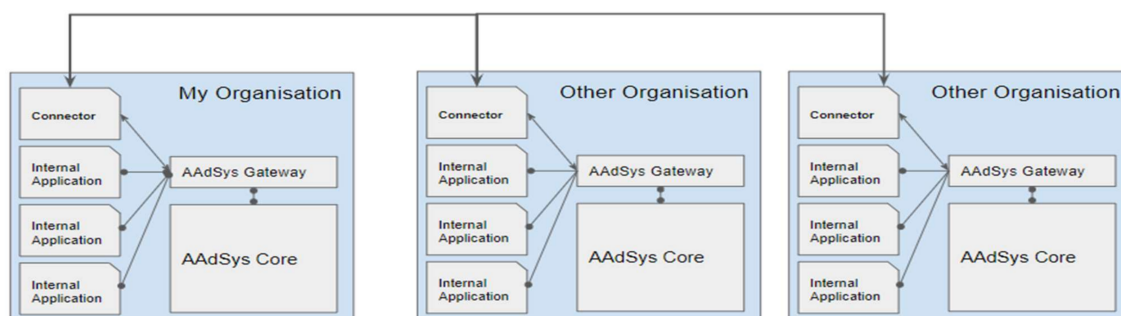 My Organisation
Connector
Internal
Application
AAdSys Gateway
Internal
Application
AAdSys Core
Internal
Application
Other Organisation
Connector
Internal
Application
AAdSys Gateway
Internal
Application
AAdSys Core
Internal
Application
Other Organisation
Connector
Internal
Application
AAdSys Gateway
Internal
Application
AAdSys Core
Internal
Application